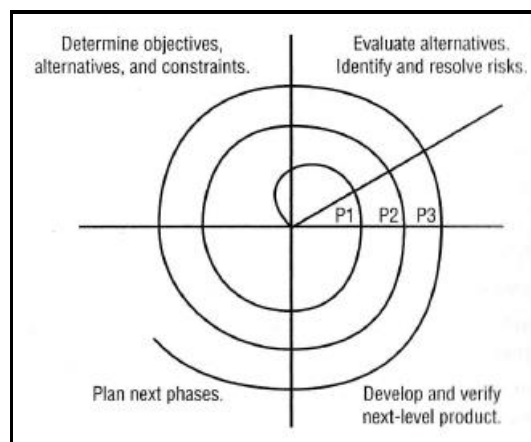 Determine objectives,
alternatives, and constraints.
Evaluate alternatives.
Identify and resolve risks.
P1 P2 P3
Plan next phases.
Develop and verify
next-level product.